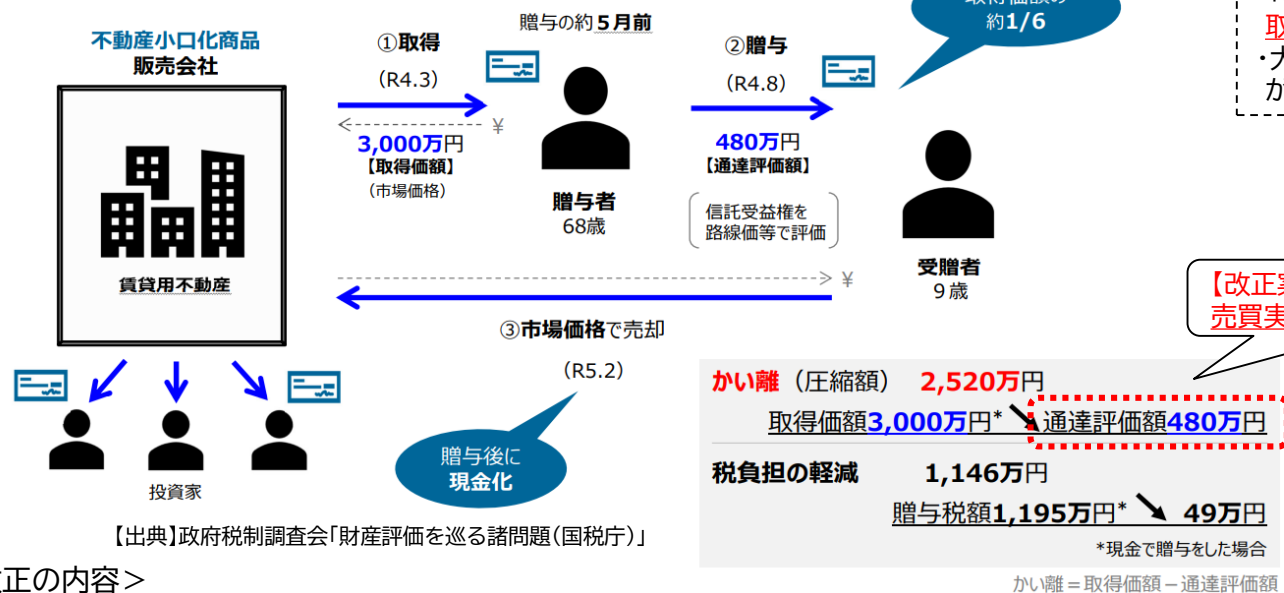 約1/6
取
不動産小口化商品
販売会社
賃貸用不動産
投資家
①取得
(R4.3)
¥
3,000万円
【取得価額】
(市場価格)
贈与の約5月前
贈与者
68歳
②贈与
(R4.8)
480万円
【通達評価額】
信託受益権を
路線価等で評価
受贈者
9歳
¥
③市場価格で売却
(R5.2)
贈与後に
現金化
【改正
売買実
かい離（圧縮額） 2,520万円
取得価額3,000万円* 通達評価額480万円
税負担の軽減 1,146万円
贈与税額1,195万円* 49万円
*現金で贈与をした場合
かい離＝取得価額－通達評価額
【出典】政府税制調査会「財産評価を巡る諸問題(国税庁)」
正の内容＞